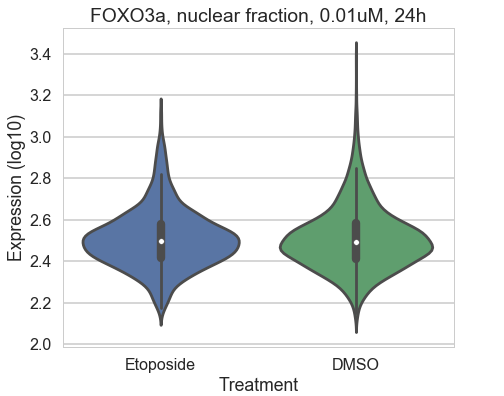 FOXO3a, nuclear fraction, 0.01uM, 24h
Expression (log10)
3.4
3.2
3.0
2.8
2.6
2.4
2.2
2.0
Etoposide DMSO
Treatment